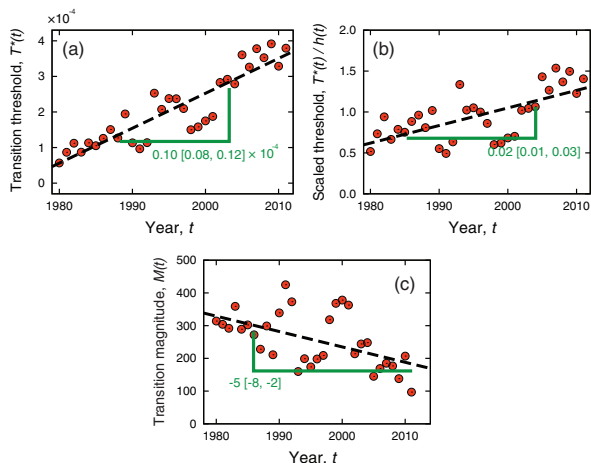 ×10⁻⁴
(a)
Transition threshold, T*(t)
4
3
2
1
0
0.10 [0.08, 0.12] × 10⁻⁴
1980 1990 2000 2010
Year, t
(b)
Scaled threshold, T*(t) / h(t)
2.0
1.5
1.0
0.5
0.0
0.02 [0.01, 0.03]
1980 1990 2000 2010
Year, t
(c)
Transition magnitude, M(t)
500
400
300
200
100
0
-5 [-8, -2]
1980 1990 2000 2010
Year, t